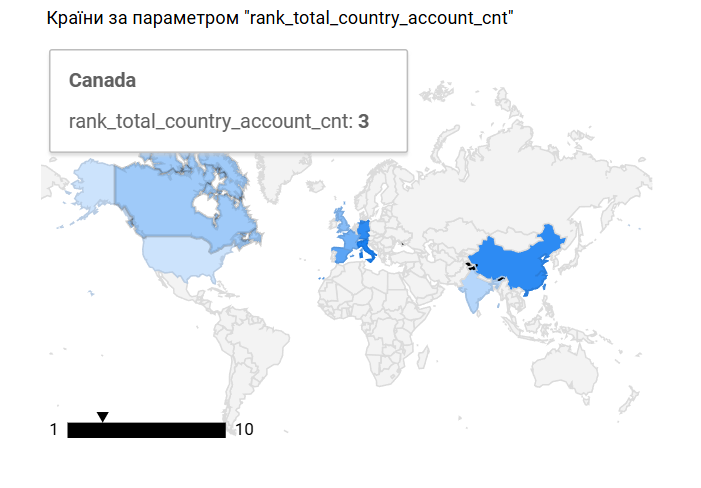 Країни за параметром "rank_total_country_account_cnt"
Canada
rank_total_country_account_cnt: 3
1 10